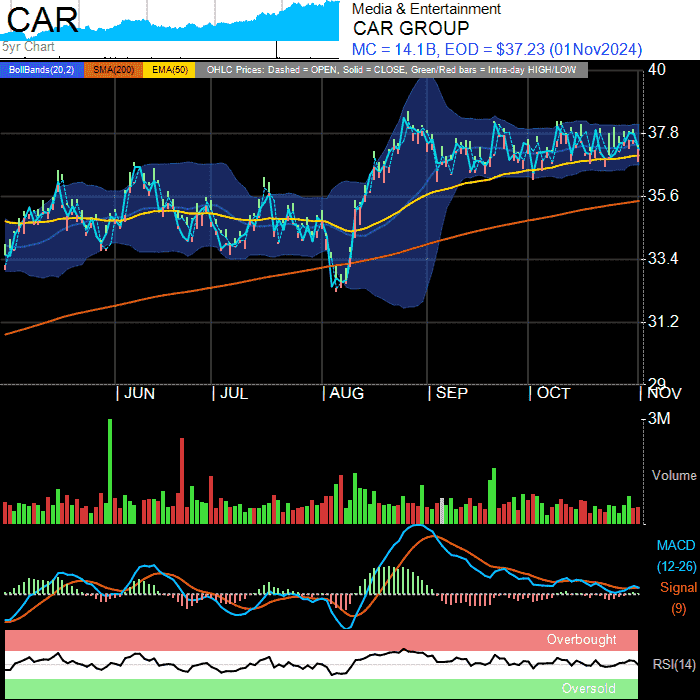 CAR
5yr Chart
Media & Entertainment
CAR GROUP
MC = 14.1B, EOD = $37.23 (01Nov2024)
BollBands(20,2) SMA(200) EMA(50) OHLC Prices: Dashed = OPEN, Solid = CLOSE, Green/Red bars = Intra-day HIGH/LOW
40
37.8
35.6
33.4
31.2
29
JUN JUL AUG SEP OCT NOV
3M
Volume
MACD
(12-26)
Signal
(9)
Overbought
RSI(14)
Oversold